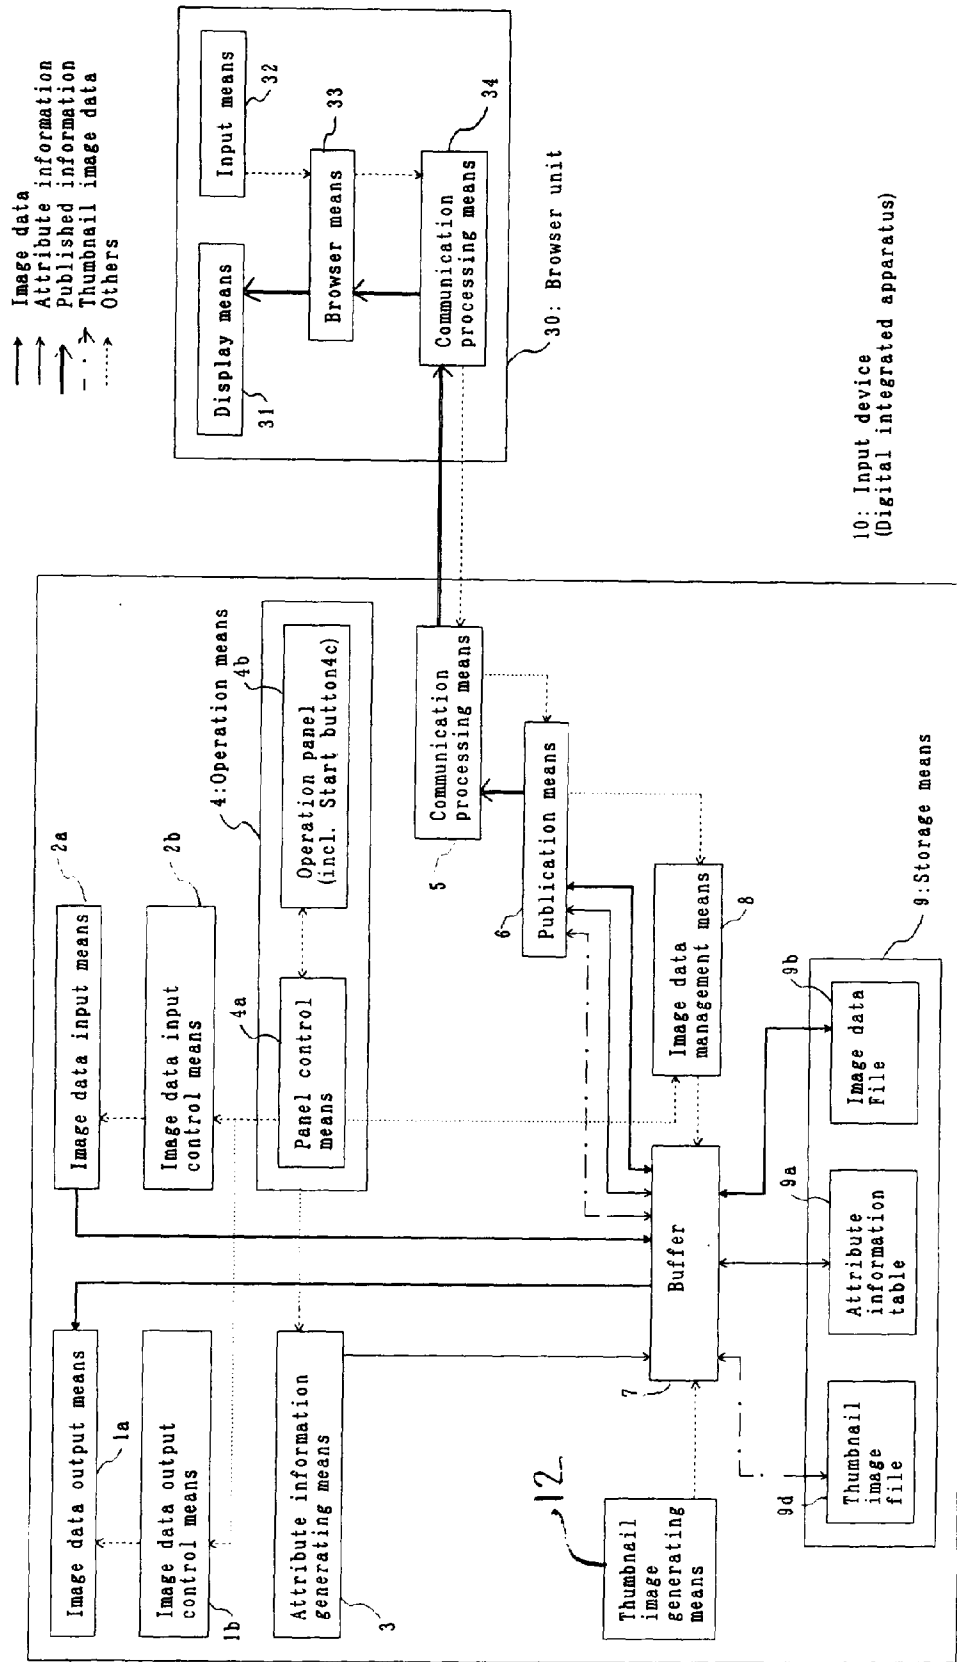 Image data
Attribute information
Published information
Thumbnail image data
Others
Image data output means
1a
Image data output
control means
1b
Attribute information
generating means
3
Image data input means
2a
Image data input
control means
2b
4:Operation means
Panel control
means
4a
Operation panel
(incl. Start button4c)
4b
Communication
processing means
5
Publication means
6
Image data
management means
8
Buffer
7
Thumbnail
image
generating
means
12
9:Storage means
Thumbnail
image
file
9d
Attribute
information
table
9a
Image data
File
9b
Display means
31
Input means
32
Browser means
33
Communication
processing means
34
30: Browser unit
10: Input device
(Digital integrated apparatus)